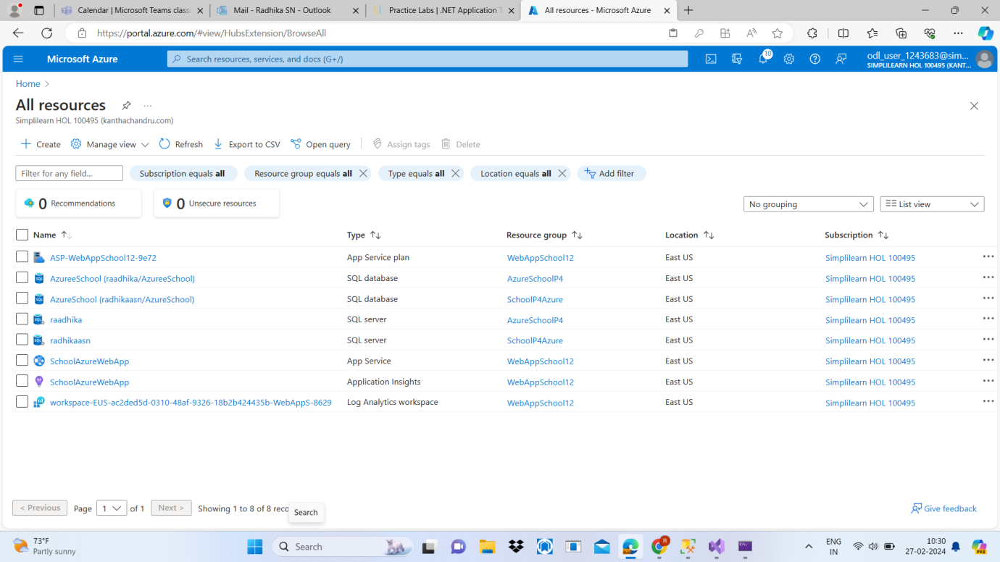 Calendar | Microsoft Teams classi
Mail - Radhika SN - Outlook
Practice Labs | .NET Application T
All resources - Microsoft Azure
https://portal.azure.com/#view/HubsExtension/BrowseAll
Microsoft Azure
Search resources, services, and docs (G+/)
10
odl_user_1243683@sim...
SIMPLILEARN HOL 100495 (KANT...
Home >
All resources
Simplilearn HOL 100495 (kanthachandru.com)
Create Manage view Refresh Export to CSV Open query Assign tags Delete
Filter for any field... Subscription equals all Resource group equals all Type equals all Location equals all Add filter
0 Recommendations 0 Unsecure resources No grouping List view
Name Type Resource group Location Subscription
ASP-WebAppSchool12-9e72 App Service plan WebAppSchool12 East US Simplilearn HOL 100495
AzureeSchool (raadhika/AzureeSchool) SQL database AzureSchoolP4 East US Simplilearn HOL 100495
AzureSchool (radhikaasn/AzureSchool) SQL database SchoolP4Azure East US Simplilearn HOL 100495
raadhika SQL server AzureSchoolP4 East US Simplilearn HOL 100495
radhikaasn SQL server SchoolP4Azure East US Simplilearn HOL 100495
SchoolAzureWebApp App Service WebAppSchool12 East US Simplilearn HOL 100495
SchoolAzureWebApp Application Insights WebAppSchool12 East US Simplilearn HOL 100495
workspace-EUS-ac2ded5d-0310-48af-9326-18b2b424435b-WebAppS-8629 Log Analytics workspace WebAppSchool12 East US Simplilearn HOL 100495
< Previous Page 1 of 1 Next > Showing 1 to 8 of 8 reco
Search
Give feedback
73°F
Partly sunny
Search
R
ENG
IN
10:30
27-02-2024
PRE